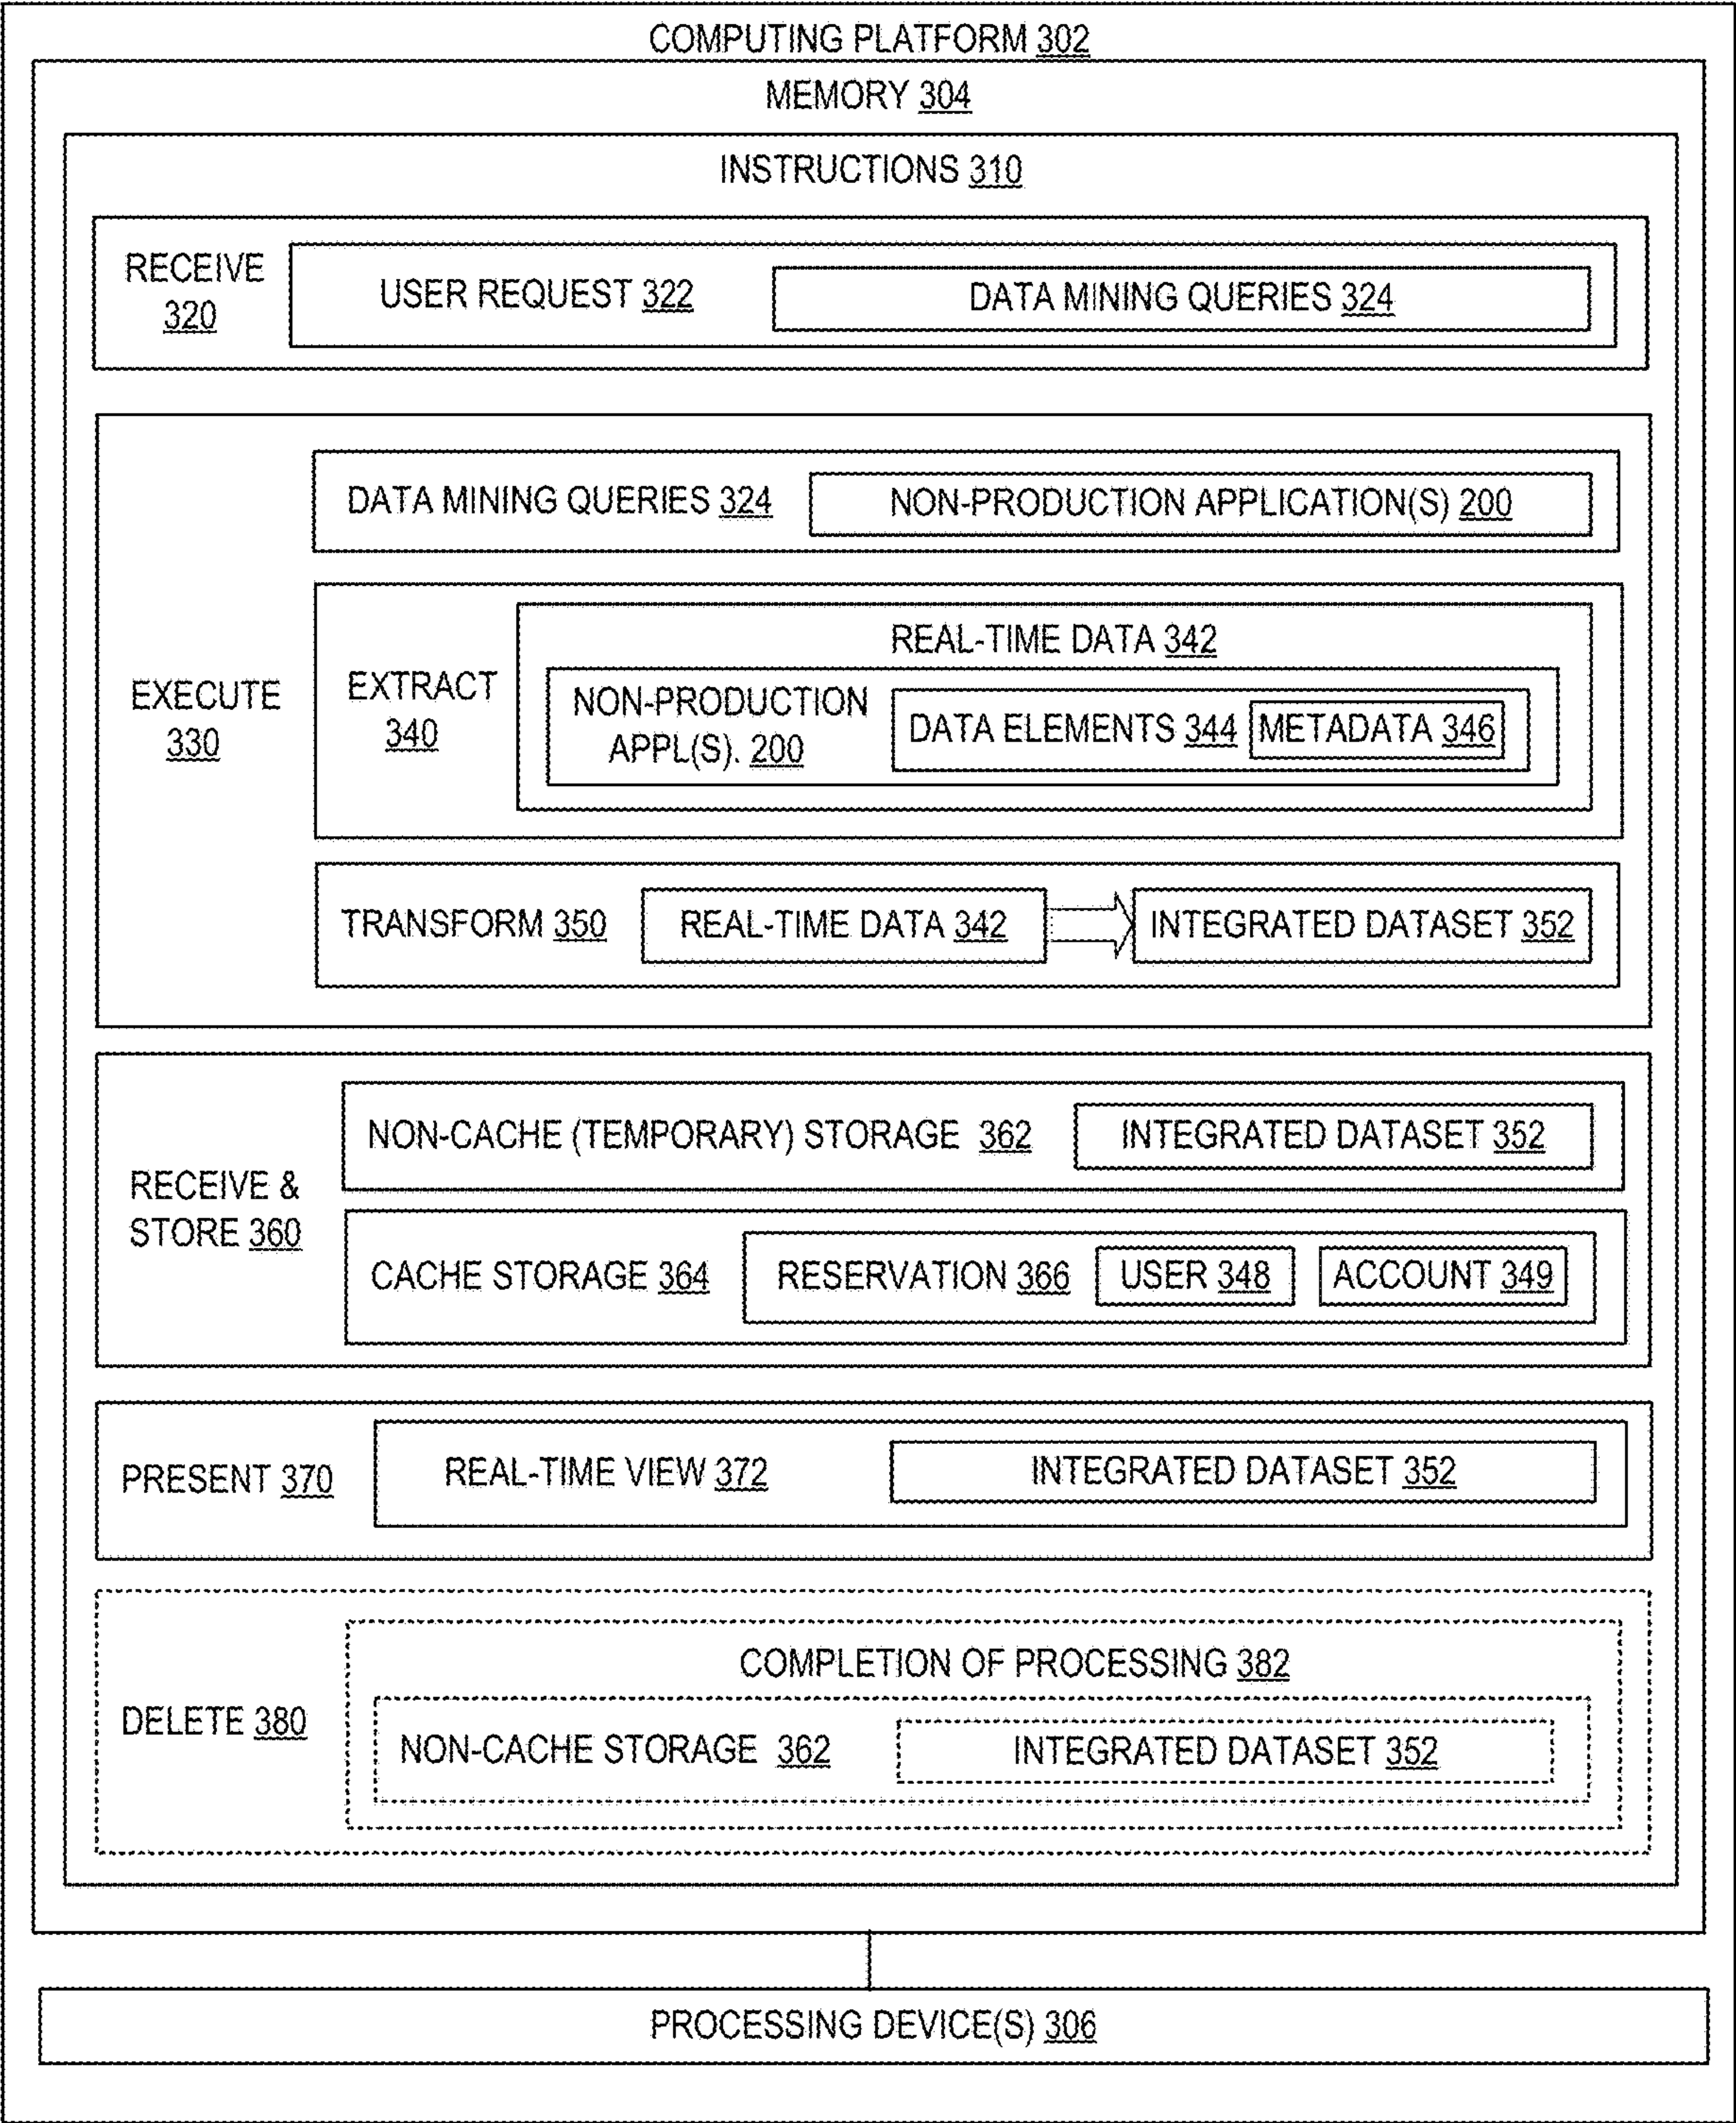 COMPUTING PLATFORM 302
MEMORY 304
INSTRUCTIONS 310
RECEIVE
320
USER REQUEST 322
DATA MINING QUERIES 324
EXECUTE
330
DATA MINING QUERIES 324
NON-PRODUCTION APPLICATION(S) 200
EXTRACT
340
REAL-TIME DATA 342
NON-PRODUCTION
APPL(S). 200
DATA ELEMENTS 344
METADATA 346
TRANSFORM 350
REAL-TIME DATA 342
INTEGRATED DATASET 352
RECEIVE &
STORE 360
NON-CACHE (TEMPORARY) STORAGE 362
INTEGRATED DATASET 352
CACHE STORAGE 364
RESERVATION 366
USER 348
ACCOUNT 349
PRESENT 370
REAL-TIME VIEW 372
INTEGRATED DATASET 352
DELETE 380
COMPLETION OF PROCESSING 382
NON-CACHE STORAGE 362
INTEGRATED DATASET 352
PROCESSING DEVICE(S) 306